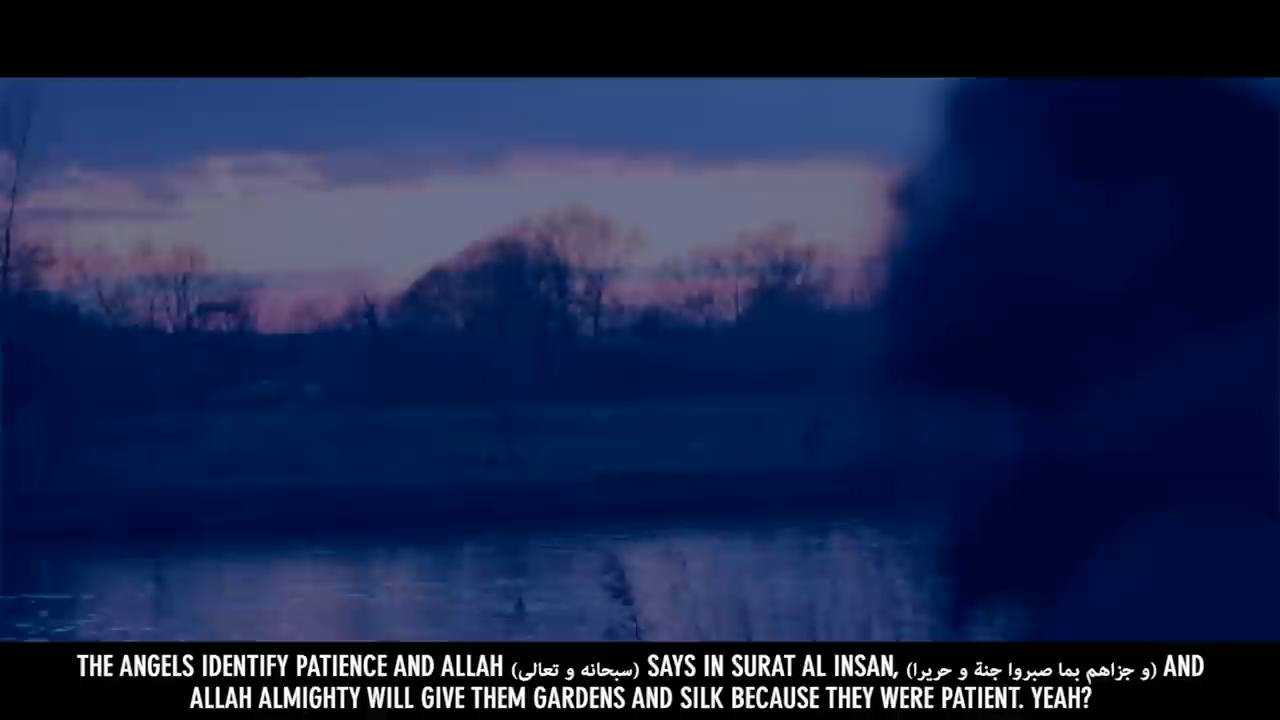 THE ANGELS IDENTIFY PATIENCE AND ALLAH (سبحانه و تعالى) SAYS IN SURAT AL INSAN, (و جزاهم بما صبروا جنة و حريرا) AND
ALLAH ALMIGHTY WILL GIVE THEM GARDENS AND SILK BECAUSE THEY WERE PATIENT. YEAH?